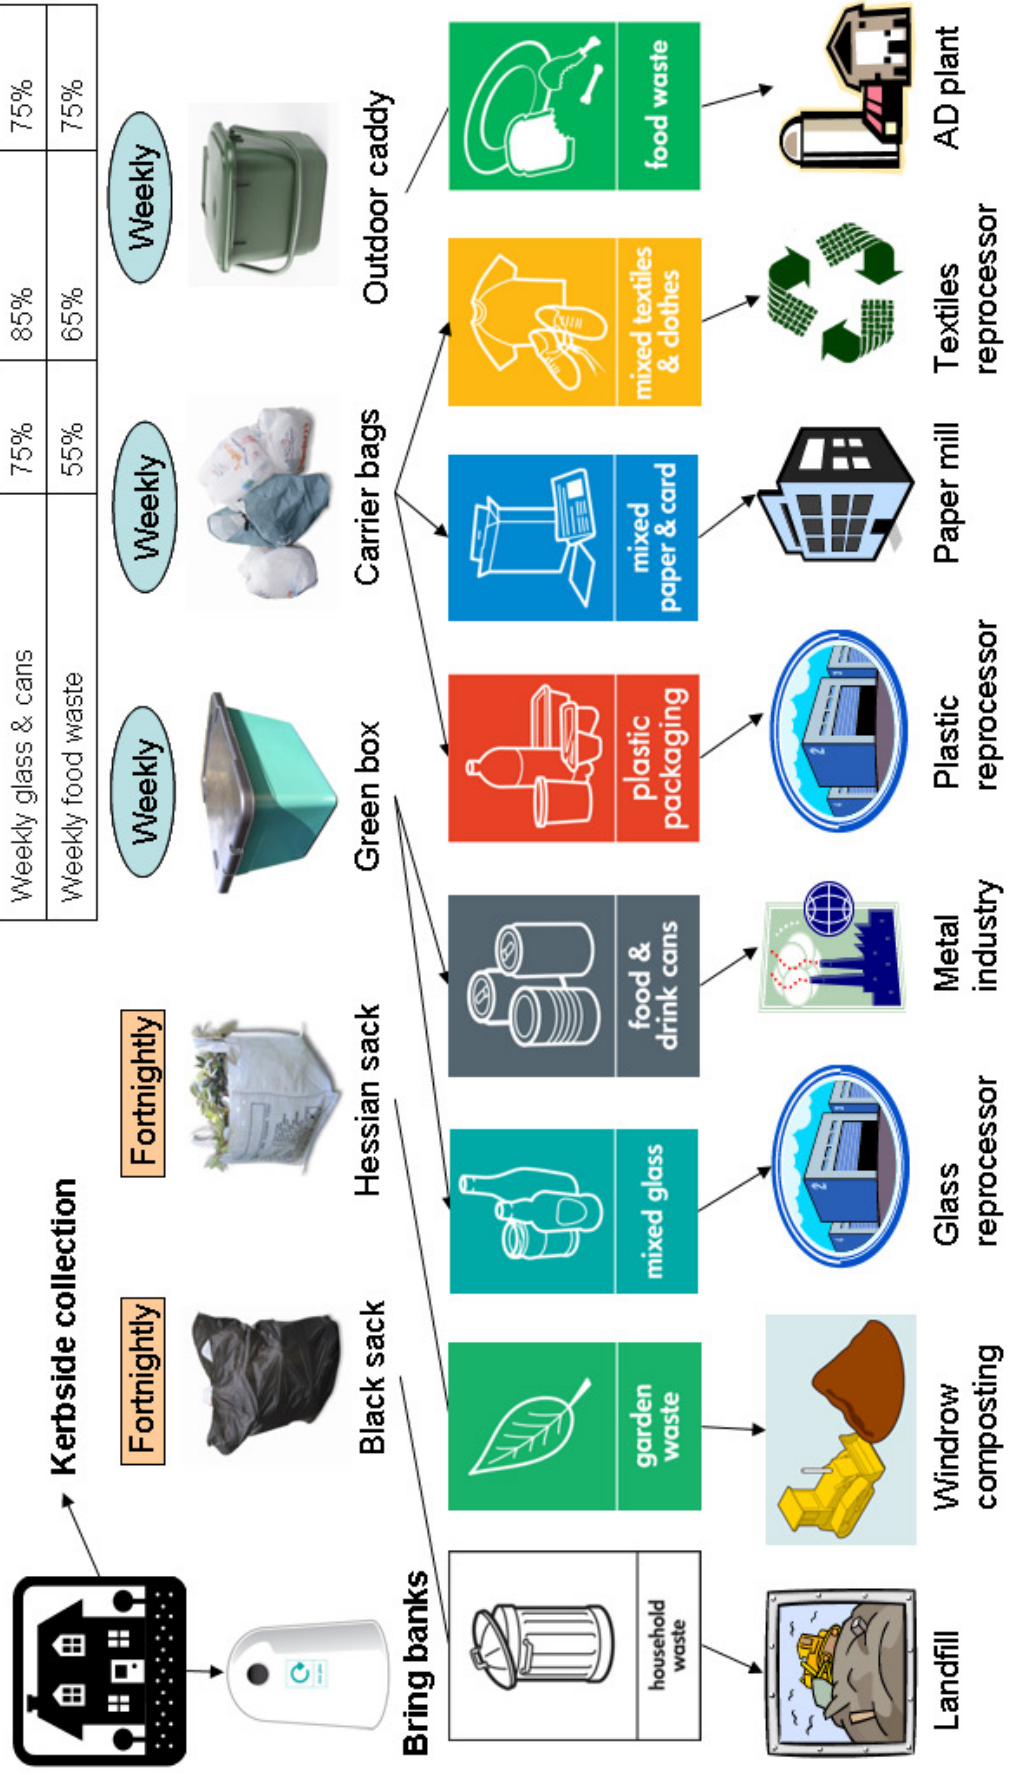 Weekly glass & cans 75% 85% 75%
Weekly food waste 55% 65% 75%
Kerbside collection
Fortnightly
Fortnightly
Weekly
Weekly
Weekly
Bring banks
Black sack
Hessian sack
Green box
Carrier bags
Outdoor caddy
household
waste
garden
waste
mixed glass
food &
drink cans
plastic
packaging
mixed
paper & card
mixed textiles
& clothes
food waste
Landfill
Windrow
composting
Glass
reprocessor
Metal
industry
Plastic
reprocessor
Paper mill
Textiles
reprocessor
AD plant